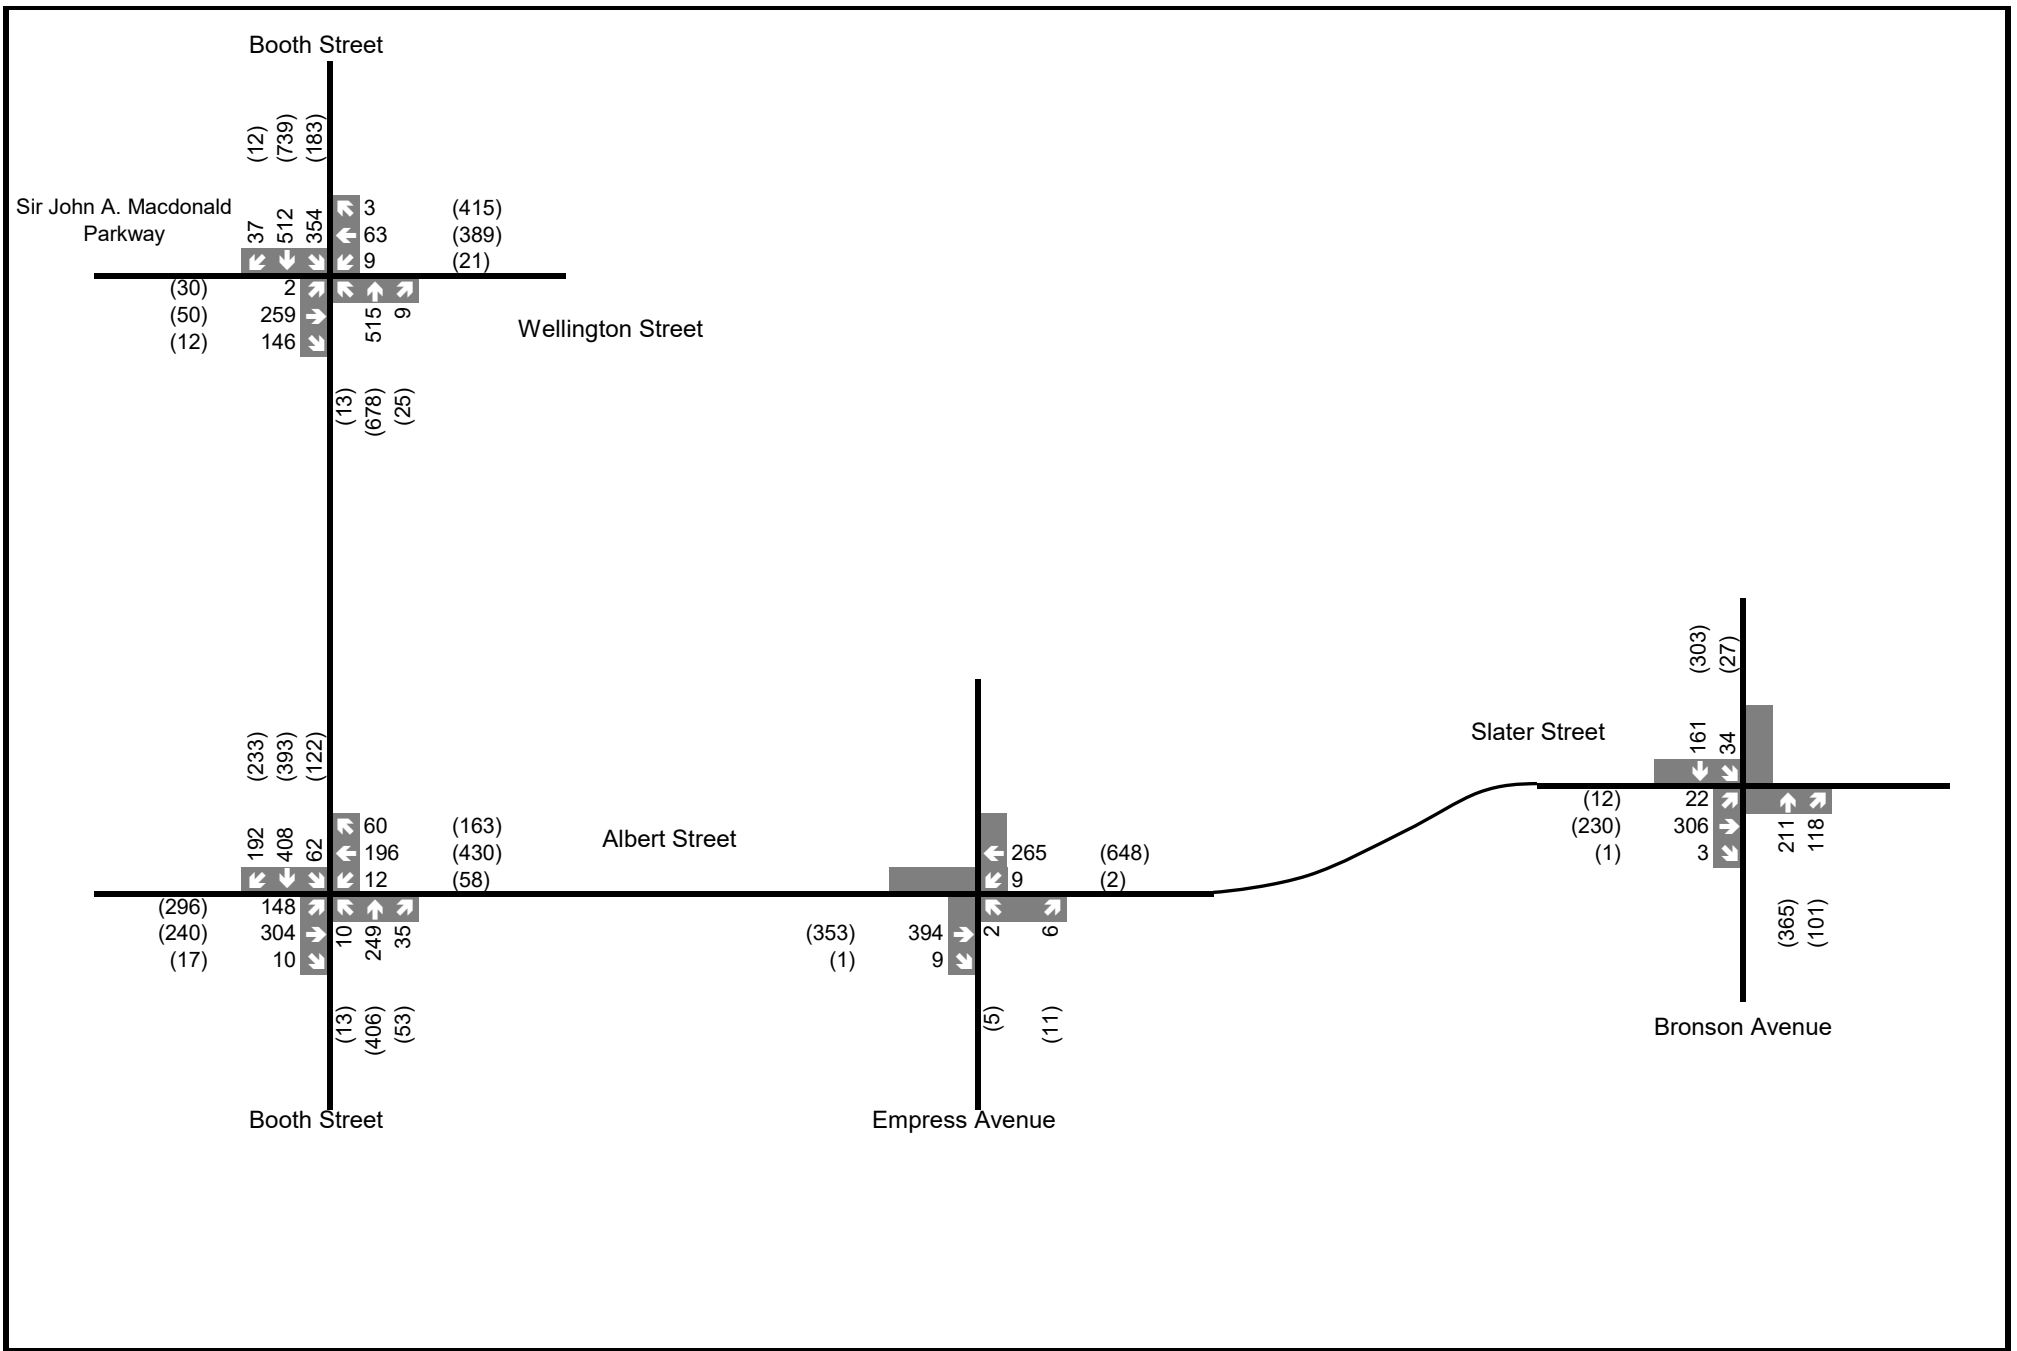 Booth Street
(12) (739) (183)
Sir John A. Macdonald
Parkway
37 512 354
3 (415)
63 (389)
9 (21)
(30) 2
(50) 259
(12) 146
515 9
Wellington Street
(13) (678) (25)
(233) (393) (122)
192 408 62
60 (163)
196 (430)
12 (58)
Albert Street
(296) 148
(240) 304
(17) 10
10 249 35
(13) (406) (53)
Booth Street
265 (648)
9 (2)
(353) 394
(1) 9
2 6
(5) (11)
Empress Avenue
(303) (27)
Slater Street
161 34
(12) 22
(230) 306
(1) 3
211 118
(365) (101)
Bronson Avenue